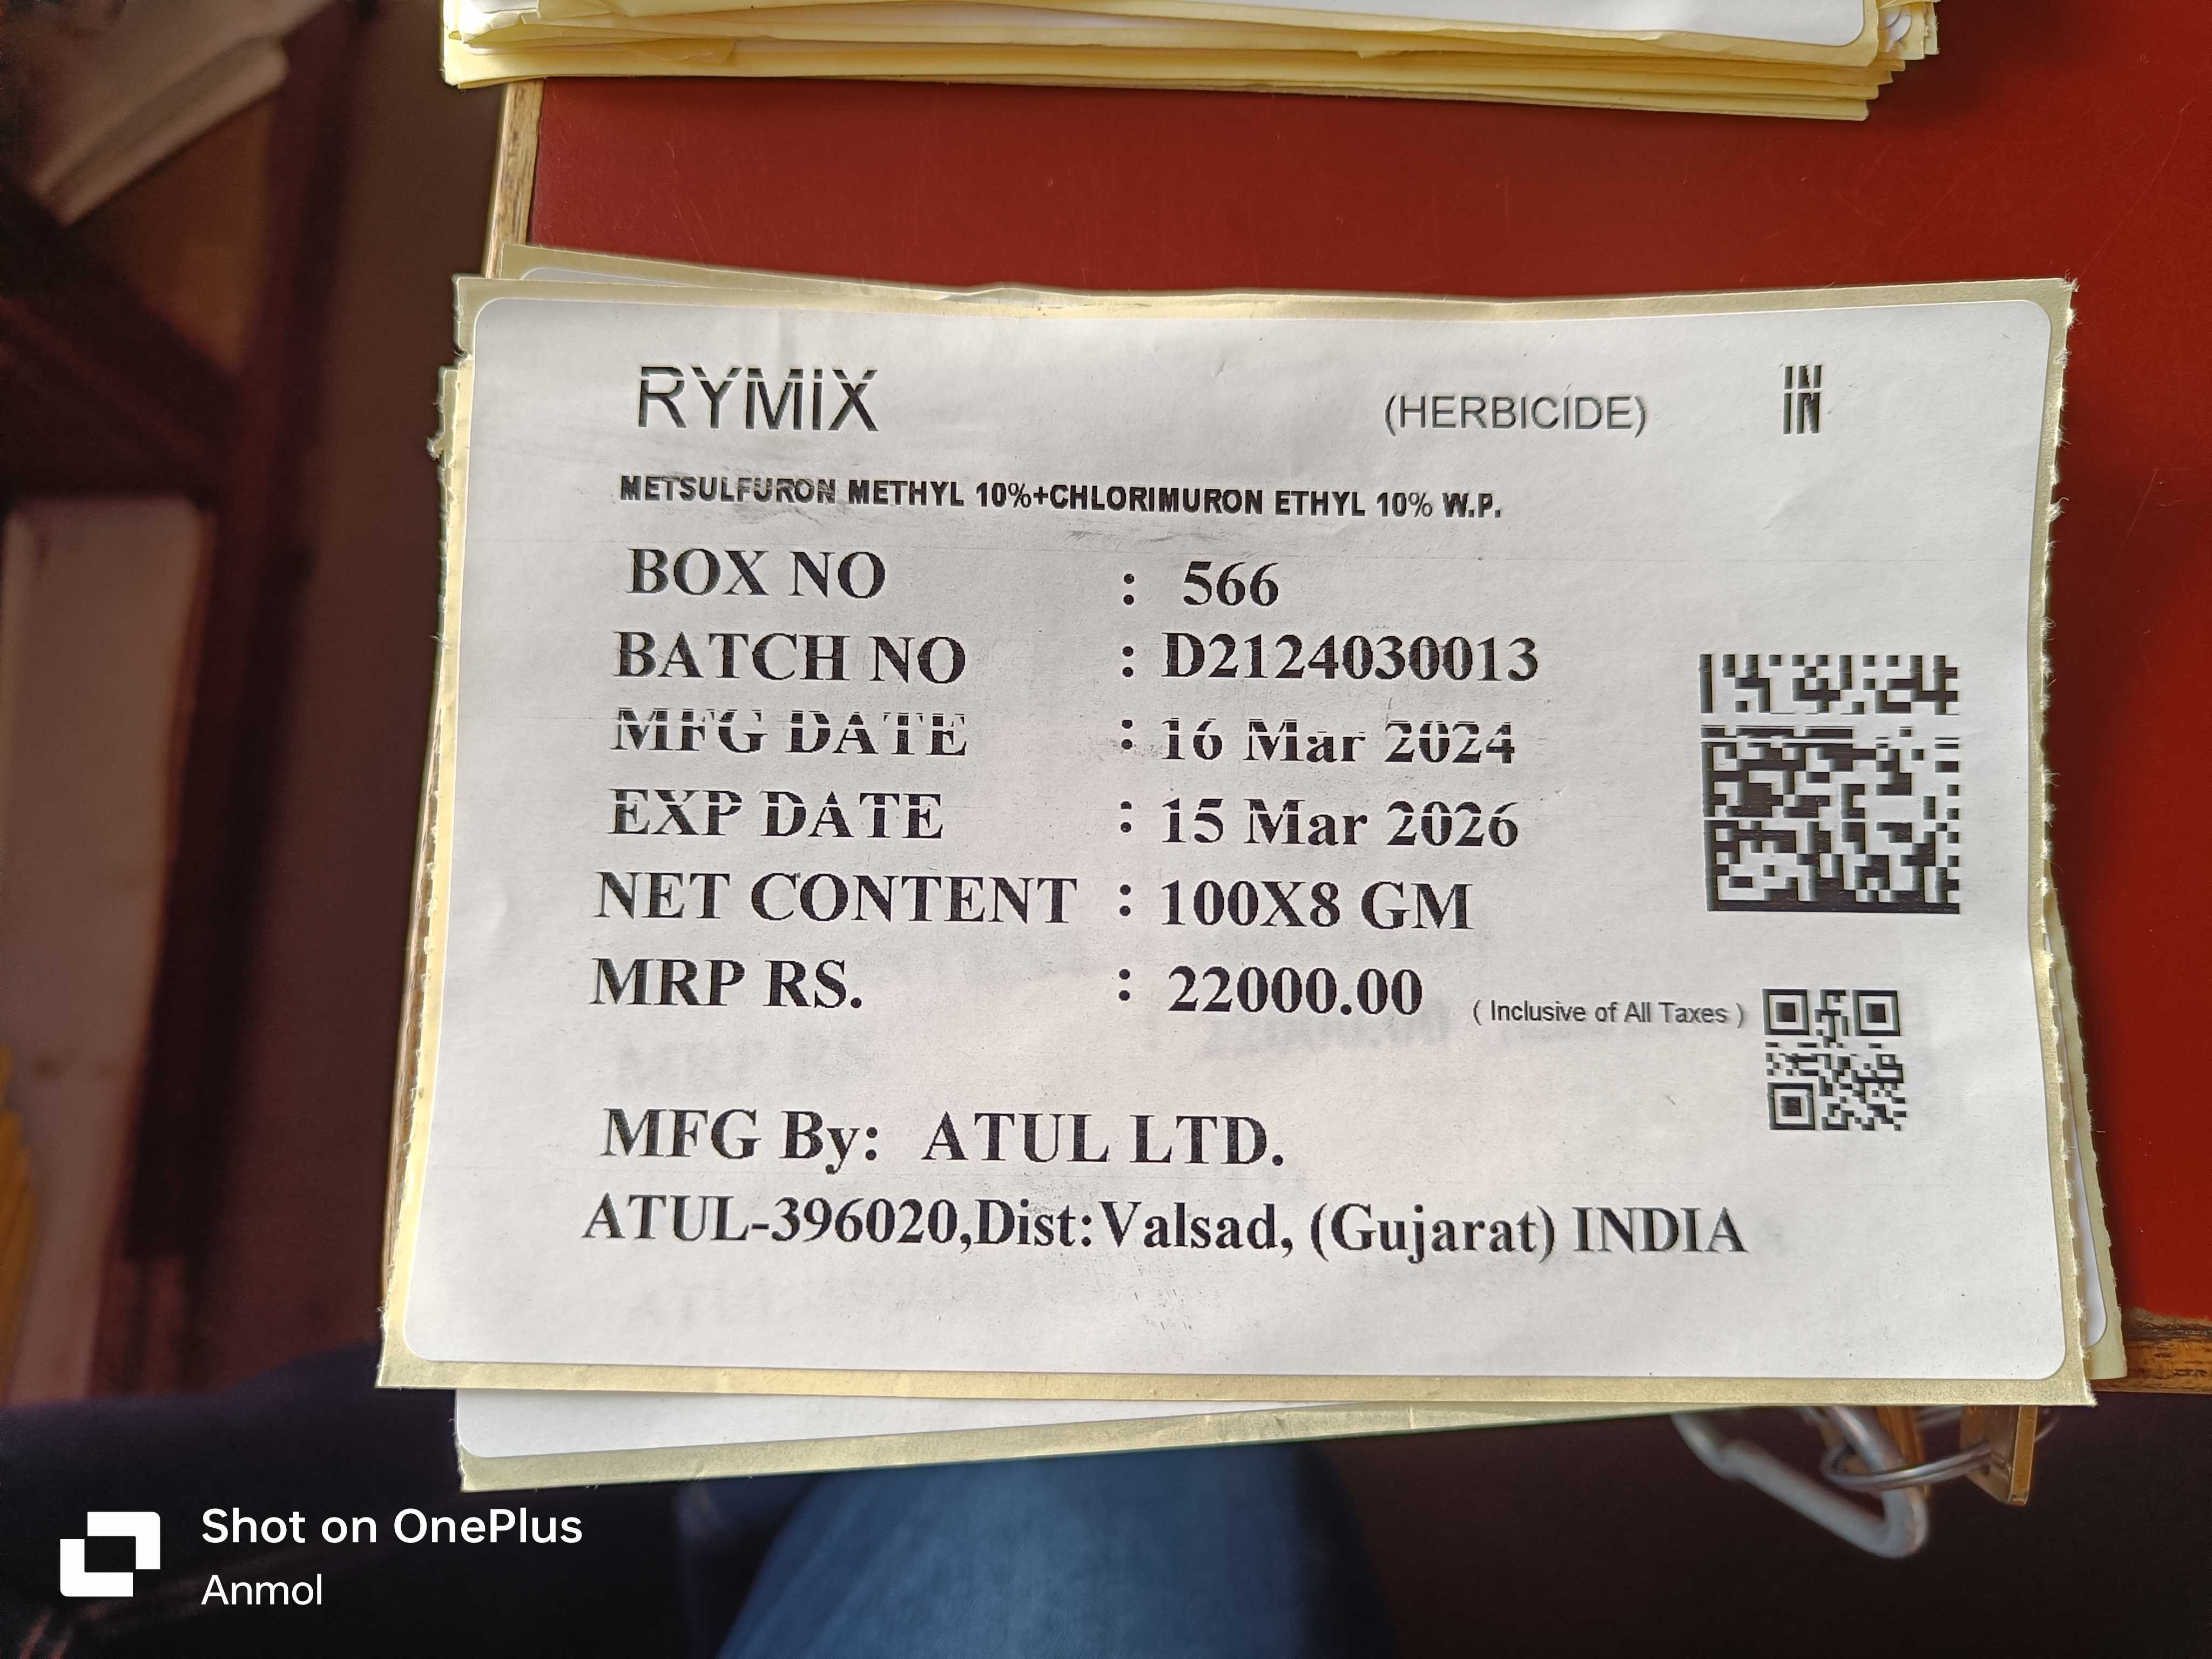 RYMIX (HERBICIDE) IN
IN
METSULFURON METHYL 10%+CHLORIMURON ETHYL 10% W.P.
BOX NO : 566
BATCH NO : D2124030013
MFG DATE : 16 Mar 2024
EXP DATE : 15 Mar 2026
NET CONTENT : 100X8 GM
MRP RS. : 22000.00 ( Inclusive of All Taxes )
MFG By: ATUL LTD.
ATUL-396020,Dist:Valsad, (Gujarat) INDIA
Shot on OnePlus
Anmol